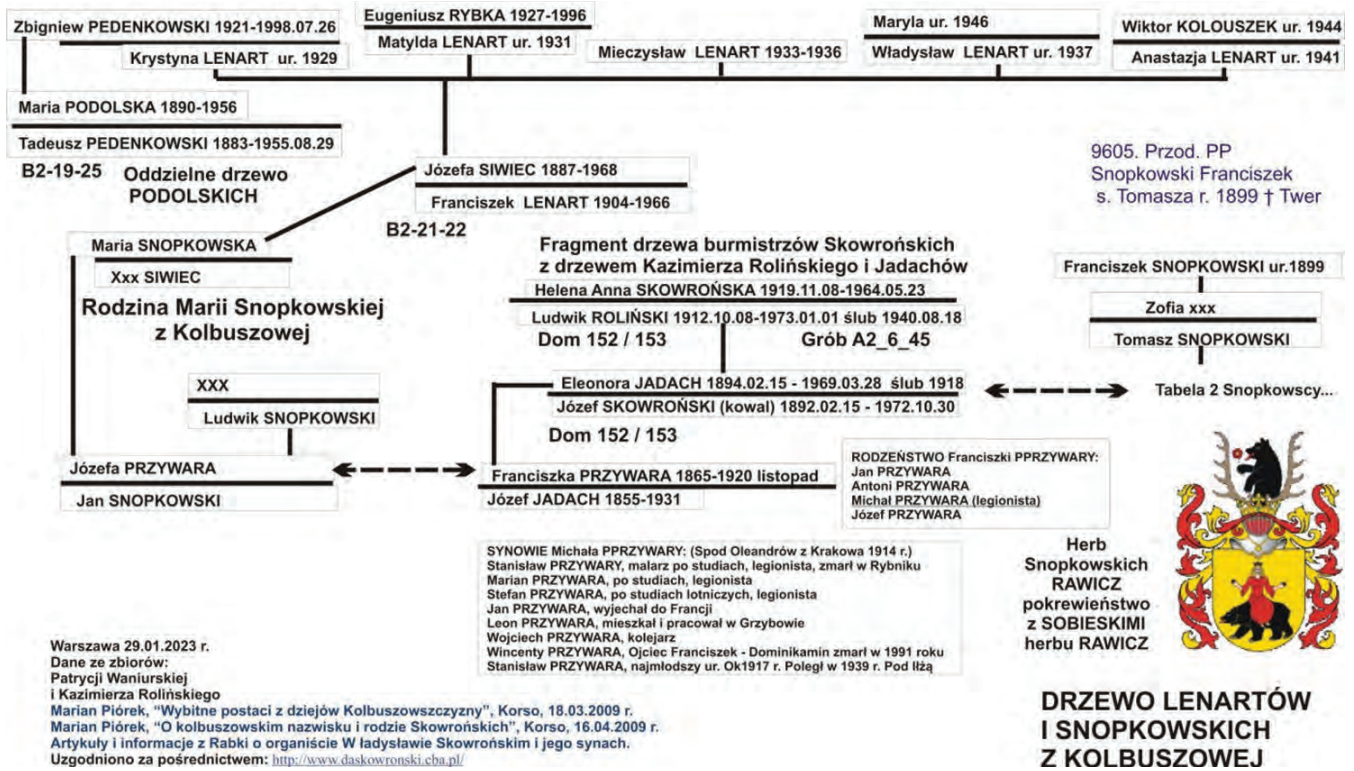 Zbigniew PEDENKOWSKI 1921-1998.07.26
Krystyna LENART ur. 1929
Eugeniusz RYBKA 1927-1996
Matylda LENART ur. 1931
Mieczysław LENART 1933-1936
Maryla ur. 1946
Władysław LENART ur. 1937
Wiktor KOLOUSZEK ur. 1944
Anastazja LENART ur. 1941
Maria PODOLSKA 1890-1956
Tadeusz PEDENKOWSKI 1883-1955.08.29
B2-19-25
Oddzielne drzewo
PODOLSKICH
Józefa SIWIEC 1887-1968
Franciszek LENART 1904-1966
B2-21-22
9605. Przod. PP
Snopkowski Franciszek
s. Tomasza r. 1899 † Twer
Maria SNOPKOWSKA
Xxx SIWIEC
Rodzina Marii Snopkowskiej
z Kolbuszowej
Fragment drzewa burmistrzów Skowrońskich
z drzewem Kazimierza Rolińskiego i Jadachów
Helena Anna SKOWROŃSKA 1919.11.08-1964.05.23
Ludwik ROLIŃSKI 1912.10.08-1973.01.01 ślub 1940.08.18
Dom 152 / 153
Grób A2_6_45
Franciszek SNOPKOWSKI ur.1899
Zofia xxx
Tomasz SNOPKOWSKI
Tabela 2 Snopkowscy...
XXX
Ludwik SNOPKOWSKI
Eleonora JADACH 1894.02.15 - 1969.03.28 ślub 1918
Józef SKOWROŃSKI (kowal) 1892.02.15 - 1972.10.30
Dom 152 / 153
Józefa PRZYWARA
Jan SNOPKOWSKI
Franciszka PRZYWARA 1865-1920 listopad
Józef JADACH 1855-1931
RODZEŃSTWO Franciszki PPRZYWARY:
Jan PRZYWARA
Antoni PRZYWARA
Michał PRZYWARA (legionista)
Józef PRZYWARA
SYNOWIE Michała PPRZYWARY: (Spod Oleandrów z Krakowa 1914 r.)
Stanisław PRZYWARY, malarz po studiach, legionista, zmarł w Rybniku
Marian PRZYWARA, po studiach, legionista
Stefan PRZYWARA, po studiach lotniczych, legionista
Jan PRZYWARA, wyjechał do Francji
Leon PRZYWARA, mieszkał i pracował w Grzybowie
Wojciech PRZYWARA, kolejarz
Wincenty PRZYWARA, Ojciec Franciszek - Dominikamin zmarł w 1991 roku
Stanisław PRZYWARA, najmłodszy ur. Ok1917 r. Poległ w 1939 r. Pod Iłżą
Herb
Snopkowskich
RAWICZ
pokrewieństwo
z SOBIESKIMI
herbu RAWICZ
Warszawa 29.01.2023 r.
Dane ze zbiorów:
Patrycji Waniurskiej
i Kazimierza Rolińskiego
Marian Piórek, "Wybitne postaci z dziejów Kolbuszowszczyzny", Korso, 18.03.2009 r.
Marian Piórek, "O kolbuszowskim nazwisku i rodzie Skowrońskich", Korso, 16.04.2009 r.
Artykuły i informacje z Rabki o organiście W ładysławie Skowrońskim i jego synach.
Uzgodniono za pośrednictwem: http://www.daskowronski.cba.pl/
DRZEWO LENARTÓW
I SNOPKOWSKICH
Z KOLBUSZOWEJ